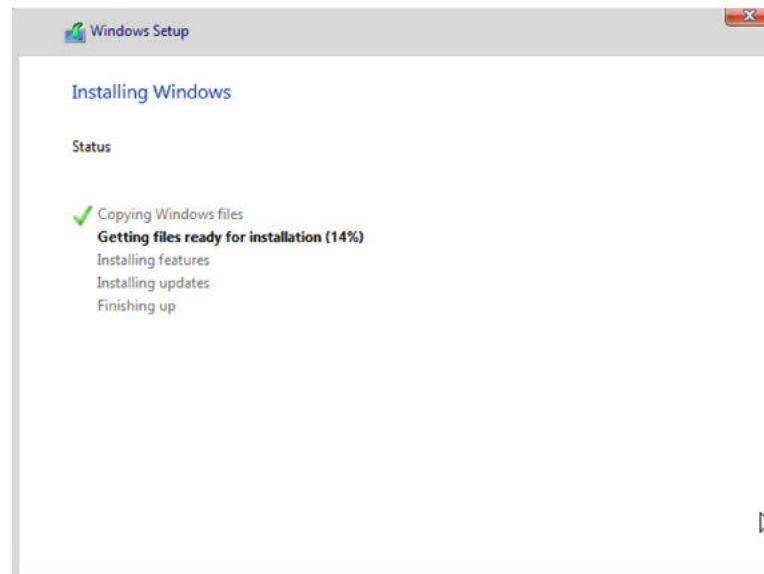 Windows Setup
Installing Windows
Status
Copying Windows files
Getting files ready for installation (14%)
Installing features
Installing updates
Finishing up